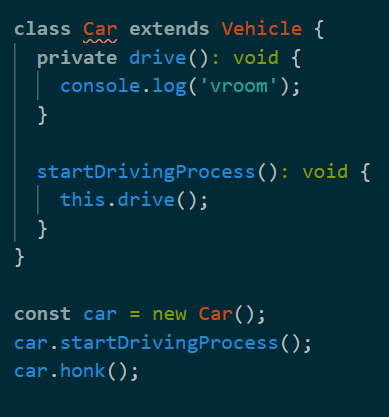 class Car extends Vehicle {
  private drive(): void {
    console.log('vroom');
  }

  startDrivingProcess(): void {
    this.drive();
  }
}

const car = new Car();
car.startDrivingProcess();
car.honk();